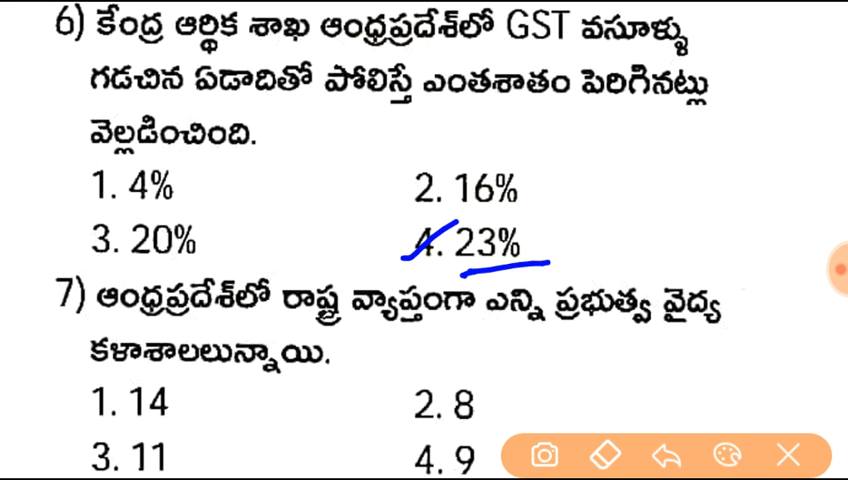 6) కేంద్ర ఆర్థిక శాఖ ఆంధ్రప్రదేశ్‌లో GST వసూళ్ళు
గడచిన ఏడాదితో పోలిస్తే ఎంతశాతం పెరిగినట్లు
వెల్లడించింది.
1. 4% 2. 16%
3. 20% 4. 23%
7) ఆంధ్రప్రదేశ్‌లో రాష్ట్ర వ్యాప్తంగా ఎన్ని ప్రభుత్వ వైద్య
కళాశాలలున్నాయి.
1. 14 2. 8
3. 11 4. 9